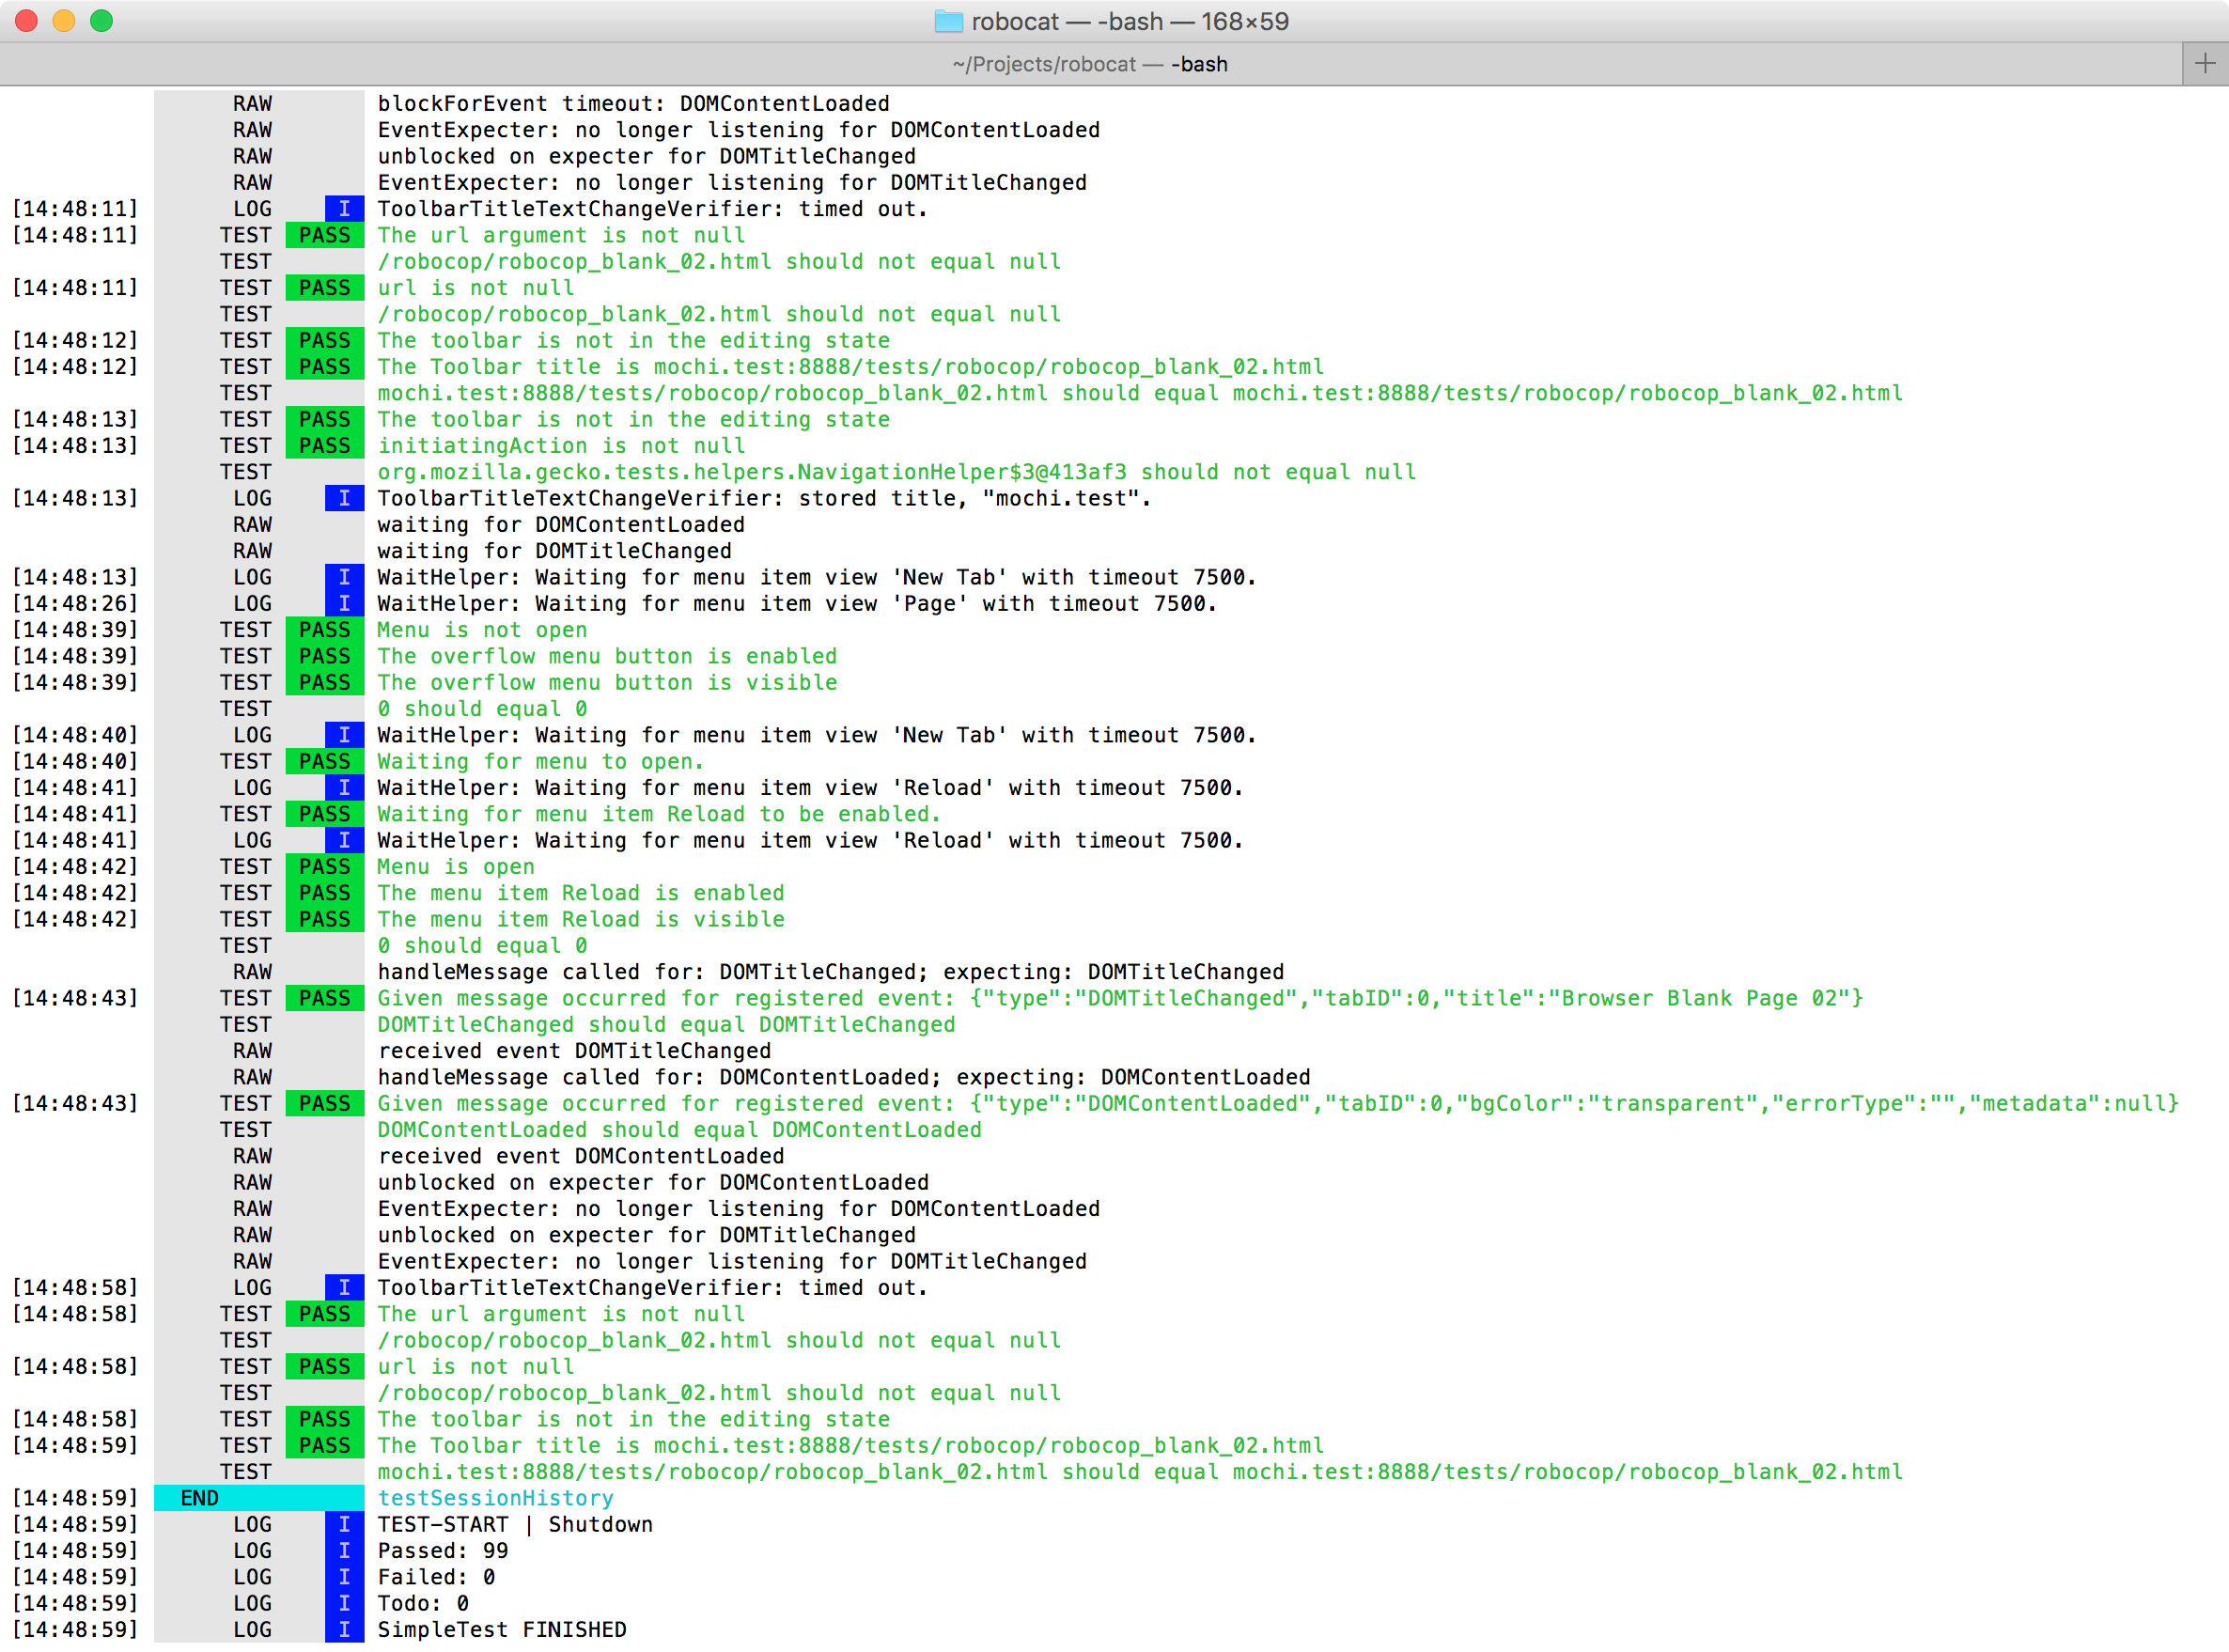 robocat — -bash — 168×59
~/Projects/robocat — -bash
RAW blockForEvent timeout: DOMContentLoaded
RAW EventExpecter: no longer listening for DOMContentLoaded
RAW unblocked on expecter for DOMTitleChanged
RAW EventExpecter: no longer listening for DOMTitleChanged
[14:48:11] LOG I ToolbarTitleTextChangeVerifier: timed out.
[14:48:11] TEST PASS The url argument is not null
TEST /robocop/robocop_blank_02.html should not equal null
[14:48:11] TEST PASS url is not null
TEST /robocop/robocop_blank_02.html should not equal null
[14:48:12] TEST PASS The toolbar is not in the editing state
[14:48:12] TEST PASS The Toolbar title is mochi.test:8888/tests/robocop/robocop_blank_02.html
TEST mochi.test:8888/tests/robocop/robocop_blank_02.html should equal mochi.test:8888/tests/robocop/robocop_blank_02.html
[14:48:13] TEST PASS The toolbar is not in the editing state
[14:48:13] TEST PASS initiatingAction is not null
TEST org.mozilla.gecko.tests.helpers.NavigationHelper$3@413af3 should not equal null
[14:48:13] LOG I ToolbarTitleTextChangeVerifier: stored title, "mochi.test".
RAW waiting for DOMContentLoaded
RAW waiting for DOMTitleChanged
[14:48:13] LOG I WaitHelper: Waiting for menu item view 'New Tab' with timeout 7500.
[14:48:26] LOG I WaitHelper: Waiting for menu item view 'Page' with timeout 7500.
[14:48:39] TEST PASS Menu is not open
[14:48:39] TEST PASS The overflow menu button is enabled
[14:48:39] TEST PASS The overflow menu button is visible
TEST 0 should equal 0
[14:48:40] LOG I WaitHelper: Waiting for menu item view 'New Tab' with timeout 7500.
[14:48:40] TEST PASS Waiting for menu to open.
[14:48:41] LOG I WaitHelper: Waiting for menu item view 'Reload' with timeout 7500.
[14:48:41] TEST PASS Waiting for menu item Reload to be enabled.
[14:48:41] LOG I WaitHelper: Waiting for menu item view 'Reload' with timeout 7500.
[14:48:42] TEST PASS Menu is open
[14:48:42] TEST PASS The menu item Reload is enabled
[14:48:42] TEST PASS The menu item Reload is visible
TEST 0 should equal 0
RAW handleMessage called for: DOMTitleChanged; expecting: DOMTitleChanged
[14:48:43] TEST PASS Given message occurred for registered event: {"type":"DOMTitleChanged","tabID":0,"title":"Browser Blank Page 02"}
TEST DOMTitleChanged should equal DOMTitleChanged
RAW received event DOMTitleChanged
RAW handleMessage called for: DOMContentLoaded; expecting: DOMContentLoaded
[14:48:43] TEST PASS Given message occurred for registered event: {"type":"DOMContentLoaded","tabID":0,"bgColor":"transparent","errorType":"","metadata":null}
TEST DOMContentLoaded should equal DOMContentLoaded
RAW received event DOMContentLoaded
RAW unblocked on expecter for DOMContentLoaded
RAW EventExpecter: no longer listening for DOMContentLoaded
RAW unblocked on expecter for DOMTitleChanged
RAW EventExpecter: no longer listening for DOMTitleChanged
[14:48:58] LOG I ToolbarTitleTextChangeVerifier: timed out.
[14:48:58] TEST PASS The url argument is not null
TEST /robocop/robocop_blank_02.html should not equal null
[14:48:58] TEST PASS url is not null
TEST /robocop/robocop_blank_02.html should not equal null
[14:48:58] TEST PASS The toolbar is not in the editing state
[14:48:59] TEST PASS The Toolbar title is mochi.test:8888/tests/robocop/robocop_blank_02.html
TEST mochi.test:8888/tests/robocop/robocop_blank_02.html should equal mochi.test:8888/tests/robocop/robocop_blank_02.html
[14:48:59] END testSessionHistory
[14:48:59] LOG I TEST-START | Shutdown
[14:48:59] LOG I Passed: 99
[14:48:59] LOG I Failed: 0
[14:48:59] LOG I Todo: 0
[14:48:59] LOG I SimpleTest FINISHED